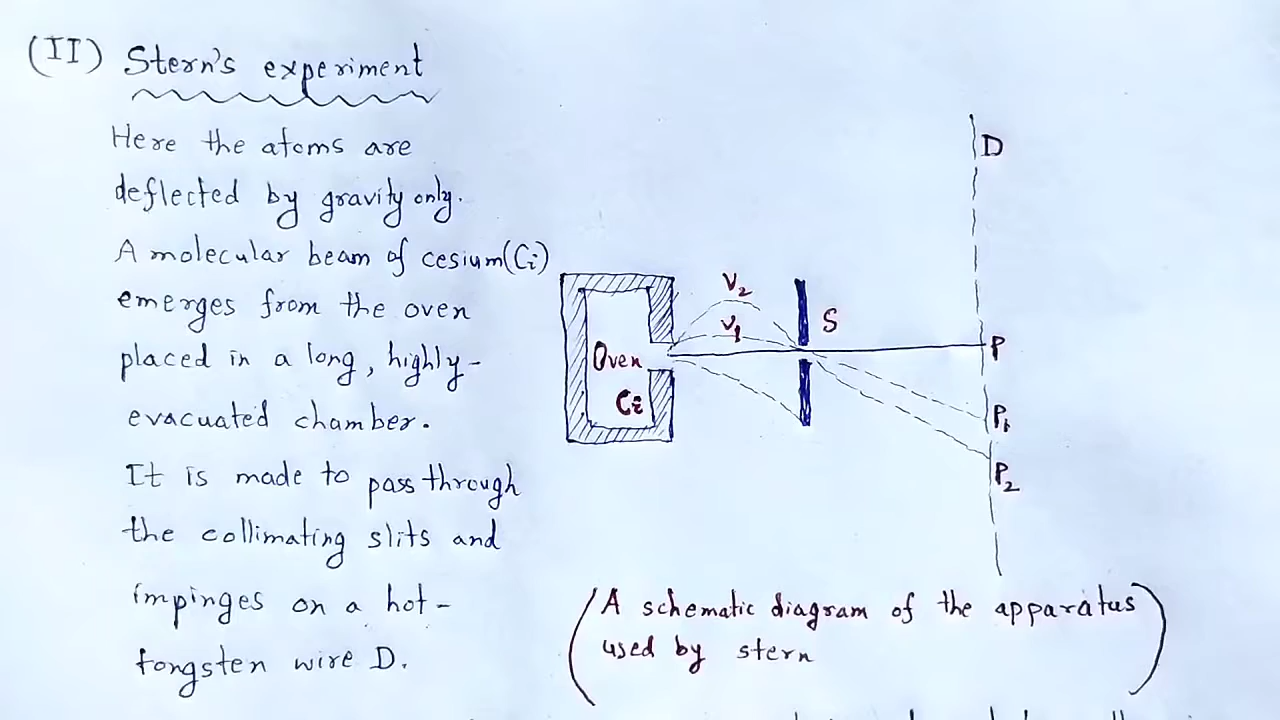 (II) Stern's experiment
Here the atoms are
deflected by gravity only.
A molecular beam of cesium(Ci)
emerges from the oven
placed in a long, highly-
evacuated chamber.
It is made to pass through
the collimating slits and
impinges on a hot-
tongsten wire D.
D
V2
V1
S
Oven
Ci
P
P1
P2
(A schematic diagram of the apparatus
used by stern)